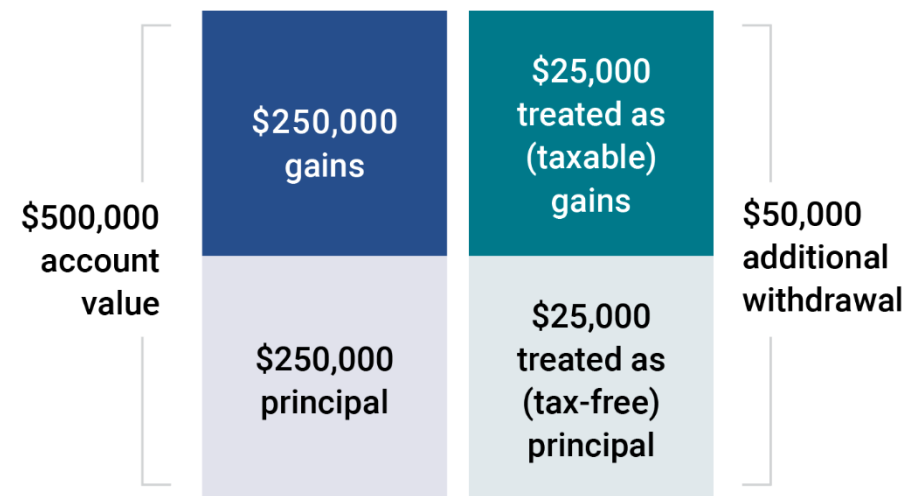 $500,000
account
value
$250,000
gains
$250,000
principal
$25,000
treated as
(taxable)
gains
$25,000
treated as
(tax-free)
principal
$50,000
additional
withdrawal